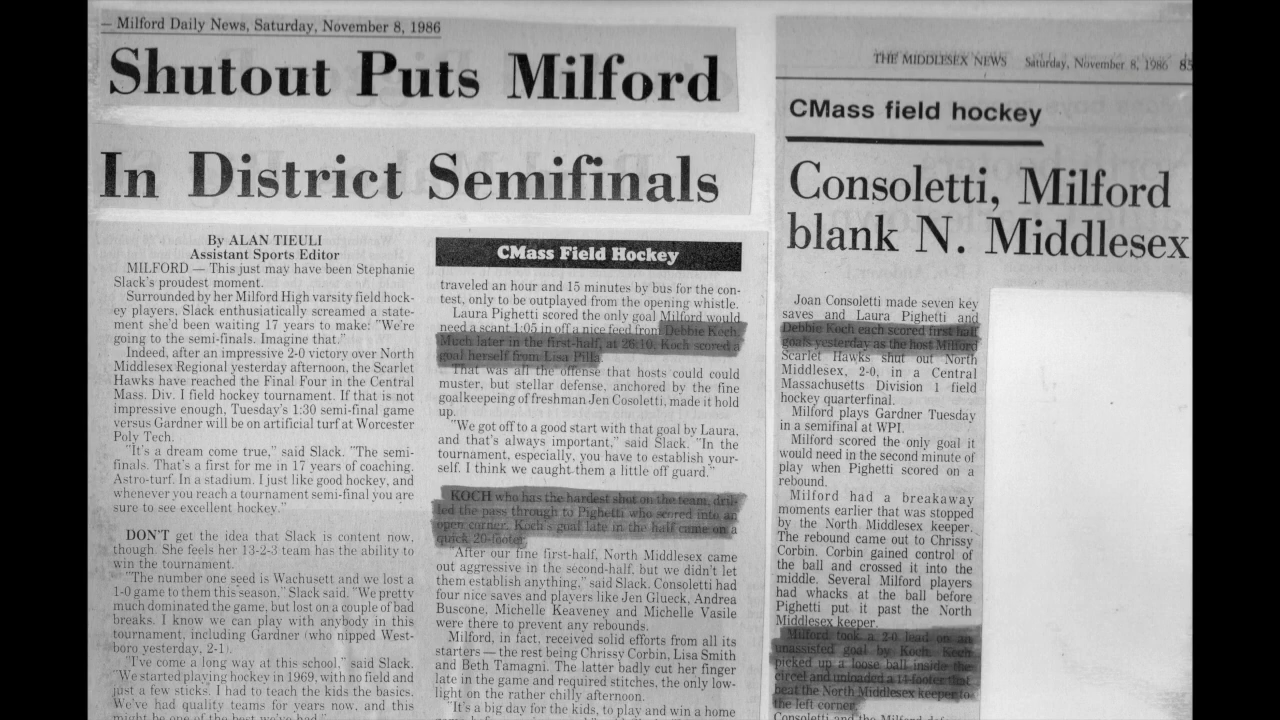 — Milford Daily News, Saturday, November 8, 1986
Shutout Puts Milford
In District Semifinals
By ALAN TIEULI
Assistant Sports Editor
MILFORD — This just may have been Stephanie
Slack's proudest moment.
Surrounded by her Milford High varsity field hock-
ey players, Slack enthusiastically screamed a state-
ment she'd been waiting 17 years to make: "We're
going to the semi-finals. Imagine that."
Indeed, after an impressive 2-0 victory over North
Middlesex Regional yesterday afternoon, the Scarlet
Hawks have reached the Final Four in the Central
Mass. Div. I field hockey tournament. If that is not
impressive enough, Tuesday's 1:30 semi-final game
versus Gardner will be on artificial turf at Worcester
Poly Tech.
"It's a dream come true," said Slack. "The semi-
finals. That's a first for me in 17 years of coaching.
Astro-turf. In a stadium. I just like good hockey, and
whenever you reach a tournament semi-final you are
sure to see excellent hockey."
DON'T get the idea that Slack is content now,
though. She feels her 13-2-3 team has the ability to
win the tournament.
"The number one seed is Wachusett and we lost a
1-0 game to them this season," Slack said. "We pretty
much dominated the game, but lost on a couple of bad
breaks. I know we can play with anybody in this
tournament, including Gardner (who nipped West-
boro yesterday, 2-1).
"I've come a long way at this school," said Slack.
"We started playing hockey in 1969, with no field and
just a few sticks. I had to teach the kids the basics.
We've had quality teams for years now, and this
might be one of the best we've had."
CMass Field Hockey
traveled an hour and 15 minutes by bus for the con-
test, only to be outplayed from the opening whistle.
Laura Pighetti scored the only goal Milford would
need a scant 1:05 in off a nice feed from Debbie Koch.
Much later in the first-half, at 26:10, Koch scored a
goal herself from Lisa Pilla.
That was all the offense that hosts could could
muster, but stellar defense, anchored by the fine
goalkeeping of freshman Jen Cosoletti, made it hold
up.
"We got off to a good start with that goal by Laura,
and that's always important," said Slack. "In the
tournament, especially, you have to establish your-
self. I think we caught them a little off guard."
KOCH who has the hardest shot on the team, dril-
led the pass through to Pighetti who scored into an
open corner. Koch's goal late in the half came on a
quick 20-footer.
"After our fine first-half, North Middlesex came
out aggressive in the second-half, but we didn't let
them establish anything," said Slack. Consoletti had
four nice saves and players like Jen Glueck, Andrea
Buscone, Michelle Keaveney and Michelle Vasile
were there to prevent any rebounds.
Milford, in fact, received solid efforts from all its
starters — the rest being Chrissy Corbin, Lisa Smith
and Beth Tamagni. The latter badly cut her finger
late in the game and required stitches, the only low-
light on the rather chilly afternoon.
"It's a big day for the kids, to play and win a home
THE MIDDLESEX NEWS Saturday, November 8, 1986
CMass field hockey
Consoletti, Milford
blank N. Middlesex
Joan Consoletti made seven key
saves and Laura Pighetti and
Debbie Koch each scored first half
goals yesterday as the host Milford
Scarlet Hawks shut out North
Middlesex, 2-0, in a Central
Massachusetts Division 1 field
hockey quarterfinal.
Milford plays Gardner Tuesday
in a semifinal at WPI.
Milford scored the only goal it
would need in the second minute of
play when Pighetti scored on a
rebound.
Milford had a breakaway
moments earlier that was stopped
by the North Middlesex keeper.
The rebound came out to Chrissy
Corbin. Corbin gained control of
the ball and crossed it into the
middle. Several Milford players
had whacks at the ball before
Pighetti put it past the North
Middlesex keeper.
Milford took a 2-0 lead on an
unassisted goal by Koch. Koch
picked up a loose ball inside the
circel and unloaded a 14-footer that
beat the North Middlesex keeper to
the left corner.
Consoletti and the Milford